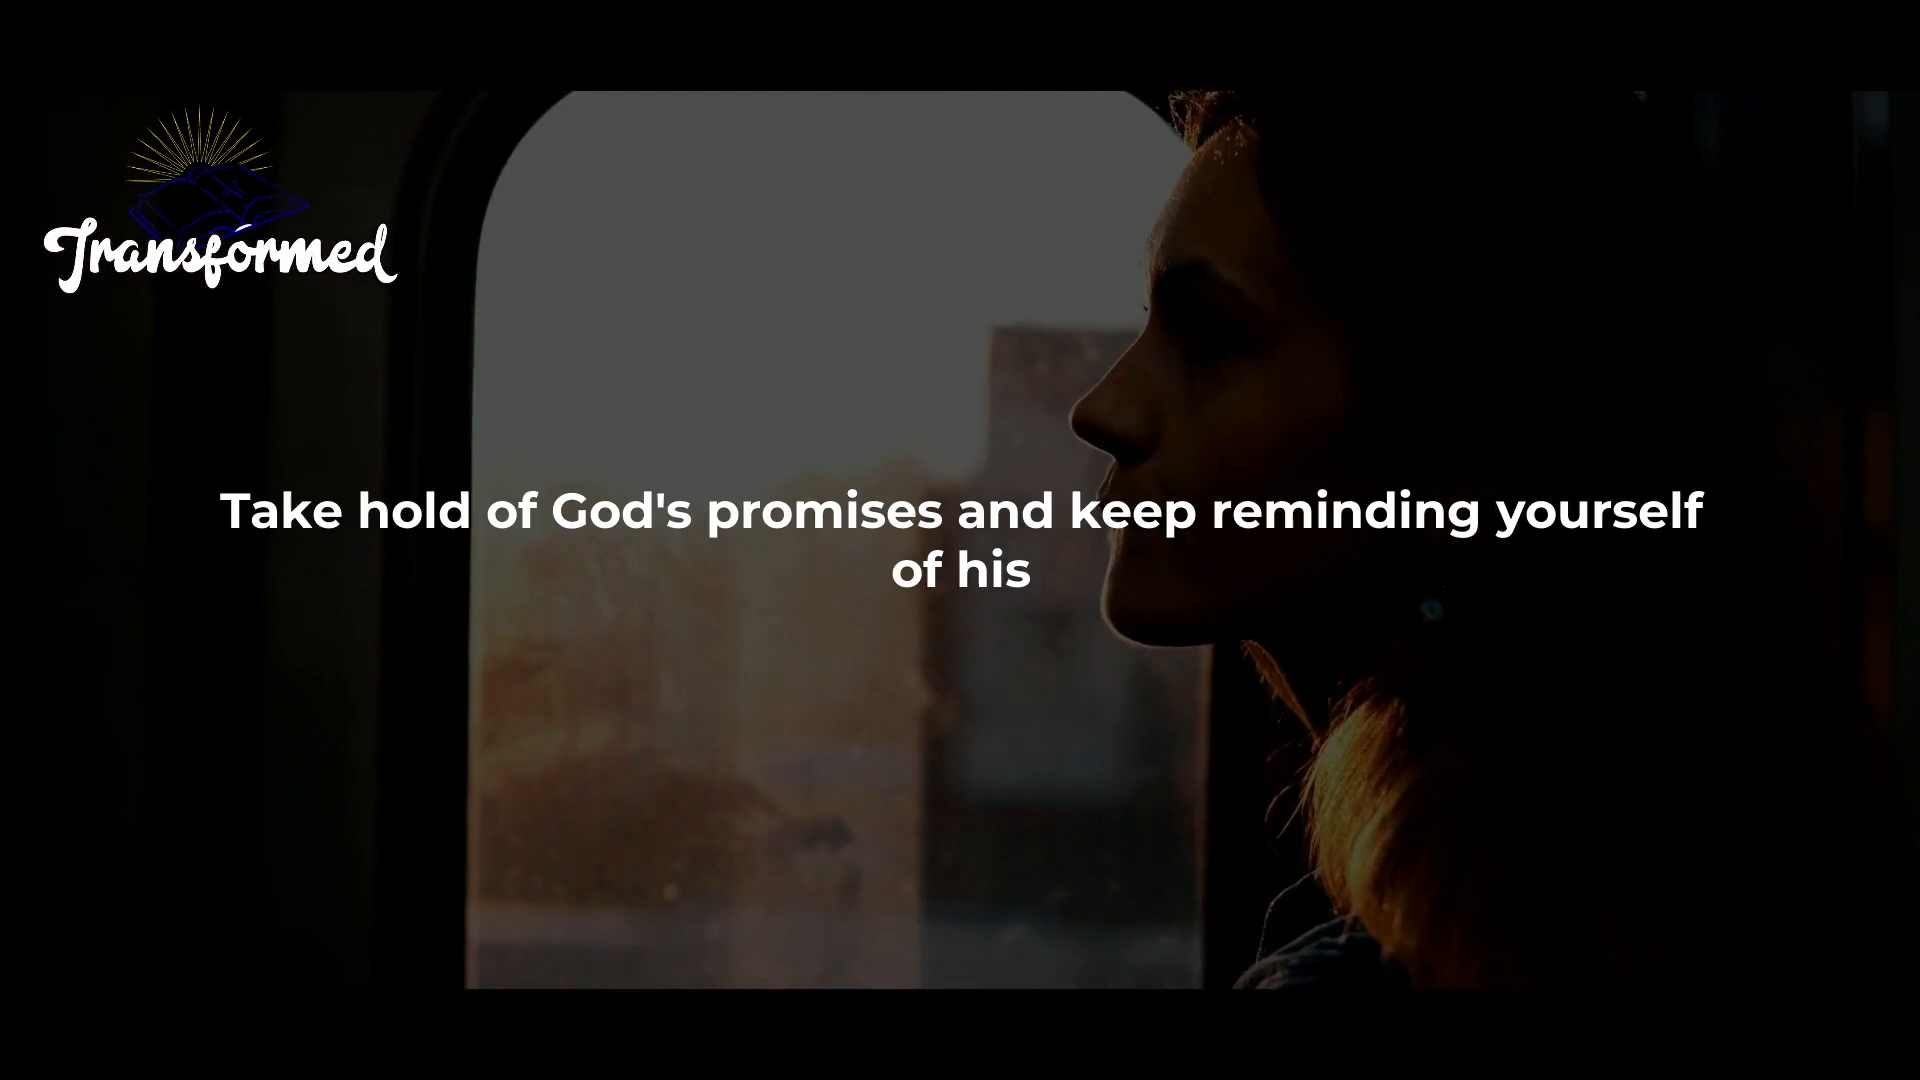 Transformed
Take hold of God's promises and keep reminding yourself
of his